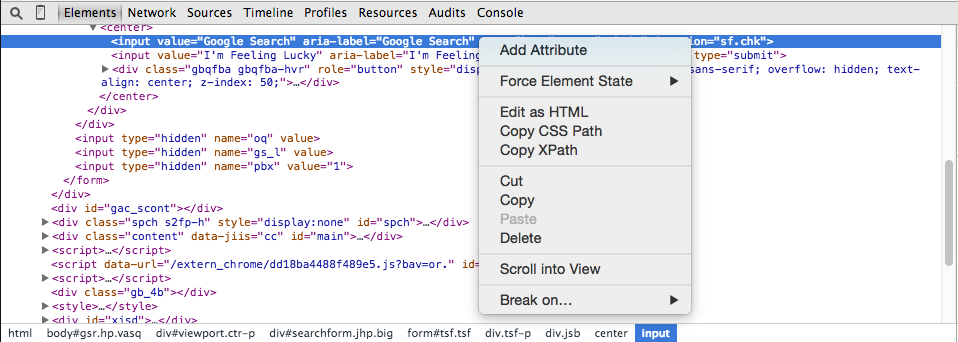 Elements Network Sources Timeline Profiles Resources Audits Console
<center>
<input value="Google Search" aria-label="Google Search" ="sf.chk">
<input value="I'm Feeling Lucky" aria-label="I'm Feeling type="submit">
<div class="gbqfba gbqfba-hvr" role="button" style="disp sans-serif; overflow: hidden; text-
align: center; z-index: 50;">…</div>
</center>
</div>
</div>
<input type="hidden" name="oq" value>
<input type="hidden" name="gs_l" value>
<input type="hidden" name="pbx" value="1">
</form>
</div>
<div id="gac_scont"></div>
<div class="spch s2fp-h" style="display:none" id="spch">…</div>
<div class="content" data-jiis="cc" id="main">…</div>
<script>…</script>
<script data-url="/extern_chrome/dd18ba4488f489e5.js?bav=or." id=
<script>…</script>
<div class="gb_4b"></div>
<style>…</style>
<div id="xjsd">…</div>
Add Attribute
Force Element State
Edit as HTML
Copy CSS Path
Copy XPath
Cut
Copy
Paste
Delete
Scroll into View
Break on…
html body#gsr.hp.vasq div#viewport.ctr-p div#searchform.jhp.big form#tsf.tsf div.tsf-p div.jsb center input